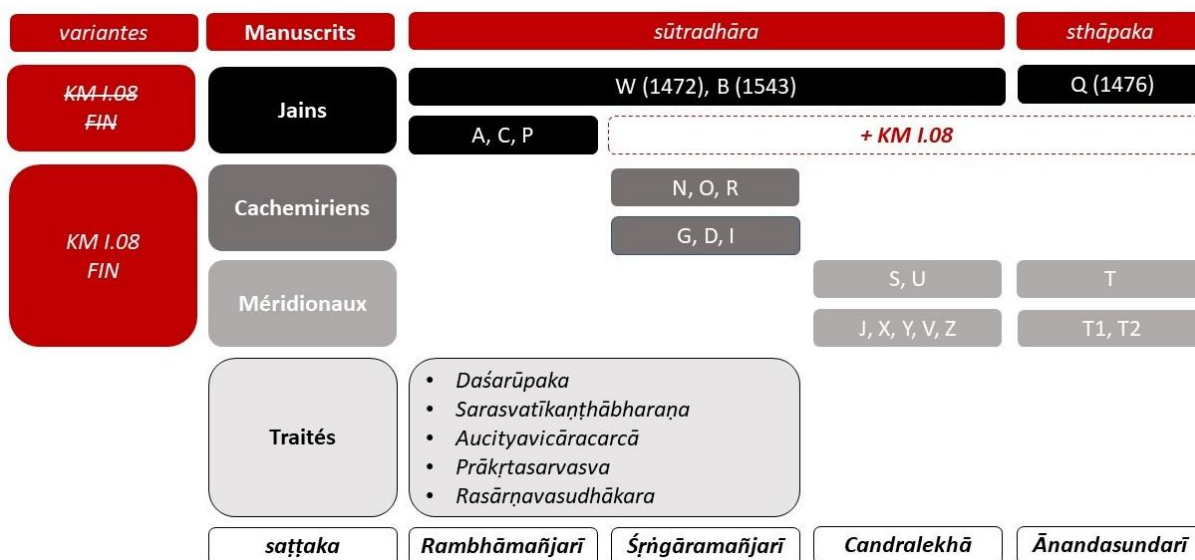 variantes Manuscrits sūtradhāra sthāpaka
KM I.08
FIN
Jains
W (1472), B (1543)
Q (1476)
A, C, P
+ KM I.08
KM I.08
FIN
Cachemiriens
N, O, R
G, D, I
Méridionaux
S, U
T
J, X, Y, V, Z
T1, T2
Traités
• Daśarūpaka
• Sarasvatīkaṇṭhābharaṇa
• Aucityavicāracarcā
• Prākṛtasarvasva
• Rasārṇavasudhākara
saṭṭaka Rambhāmañjarī Śṛṅgāramañjarī Candralekhā Ānandasundarī